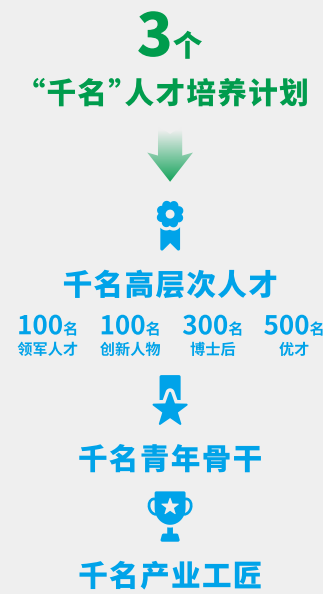 3个
“千名”人才培养计划
千名高层次人才
100名 100名 300名 500名
领军人才 创新人物 博士后 优才
千名青年骨干
千名产业工匠